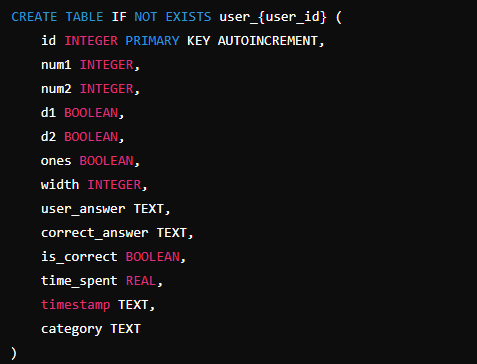 CREATE TABLE IF NOT EXISTS user_{user_id} (
    id INTEGER PRIMARY KEY AUTOINCREMENT,
    num1 INTEGER,
    num2 INTEGER,
    d1 BOOLEAN,
    d2 BOOLEAN,
    ones BOOLEAN,
    width INTEGER,
    user_answer TEXT,
    correct_answer TEXT,
    is_correct BOOLEAN,
    time_spent REAL,
    timestamp TEXT,
    category TEXT
)